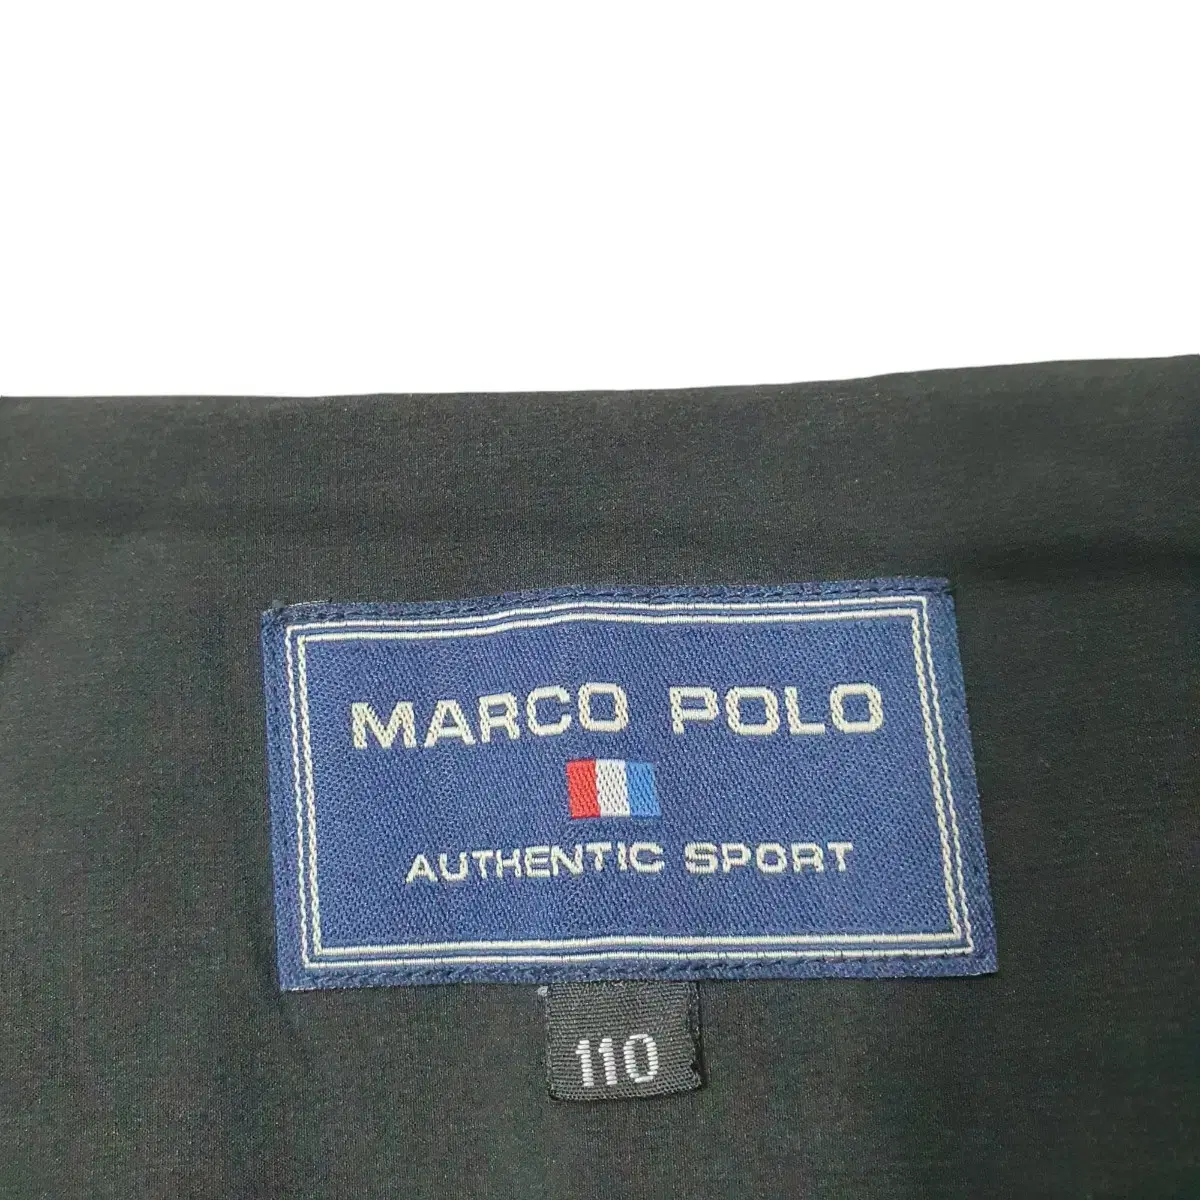 MARCO POLO
AUTHENTIC SPORT
110